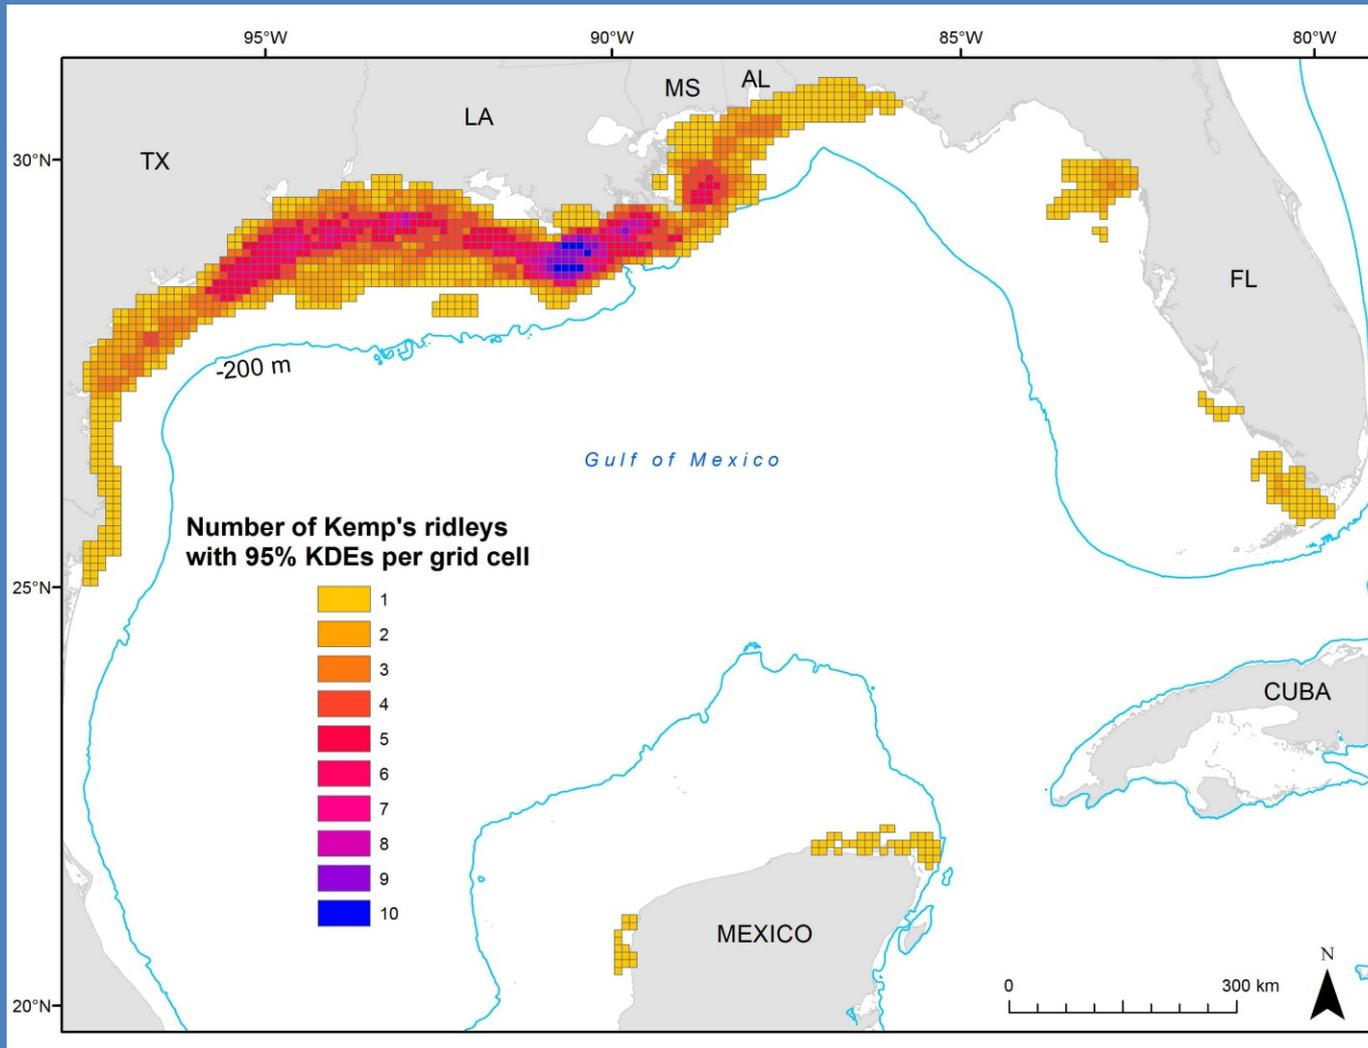 95°W
90°W
85°W
80°W
MS
AL
LA
TX
30°N
FL
-200 m
Gulf of Mexico
Number of Kemp's ridleys
with 95% KDEs per grid cell
25°N
1
2
3
4
5
6
7
8
9
10
CUBA
MEXICO
N
0
300 km
20°N